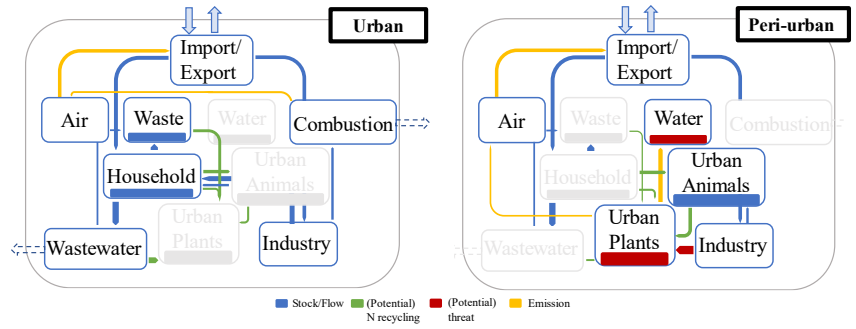 Urban
Import/
Export
Air
Waste
Water
Combustion
Household
Urban
Animals
Urban
Plants
Wastewater
Industry
Peri-urban
Import/
Export
Air
Waste
Water
Combustion
Household
Urban
Animals
Urban
Plants
Wastewater
Industry
Stock/Flow
(Potential)
N recycling
(Potential)
threat
Emission